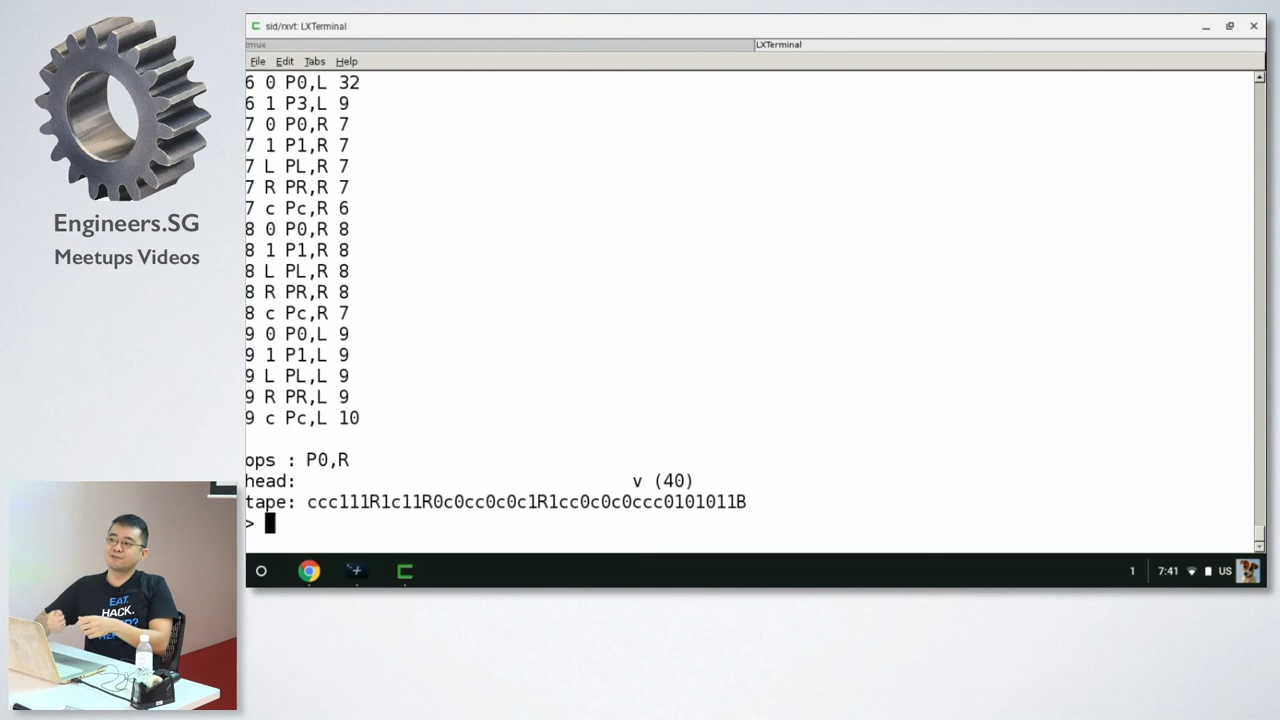 Engineers.SG
Meetups Videos
sid/rxvt: LXTerminal
tmux
LXTerminal
File Edit Tabs Help
6 0 P0,L 32
6 1 P3,L 9
7 0 P0,R 7
7 1 P1,R 7
7 L PL,R 7
7 R PR,R 7
7 c Pc,R 6
8 0 P0,R 8
8 1 P1,R 8
8 L PL,R 8
8 R PR,R 8
8 c Pc,R 7
9 0 P0,L 9
9 1 P1,L 9
9 L PL,L 9
9 R PR,L 9
9 c Pc,L 10
ops : P0,R
head: v (40)
tape: ccc111R1c11R0c0cc0c0c1R1cc0c0c0ccc0101011B
>
1 7:41 US
EAT.
HACK.